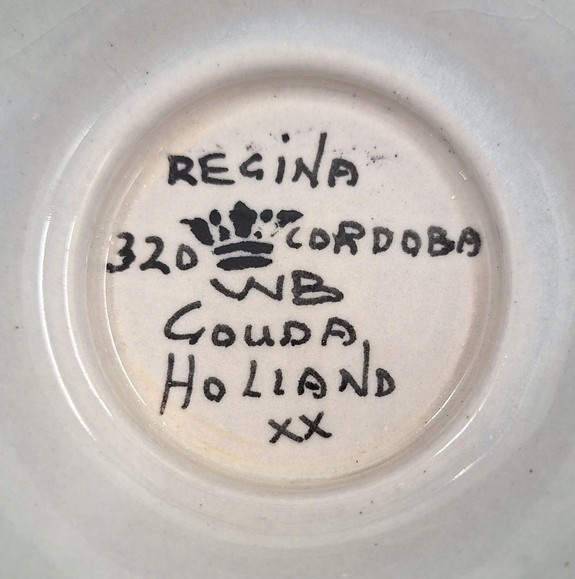 REGINA
320 CORDOBA
WB
GOUDA
HOLLAND
XX